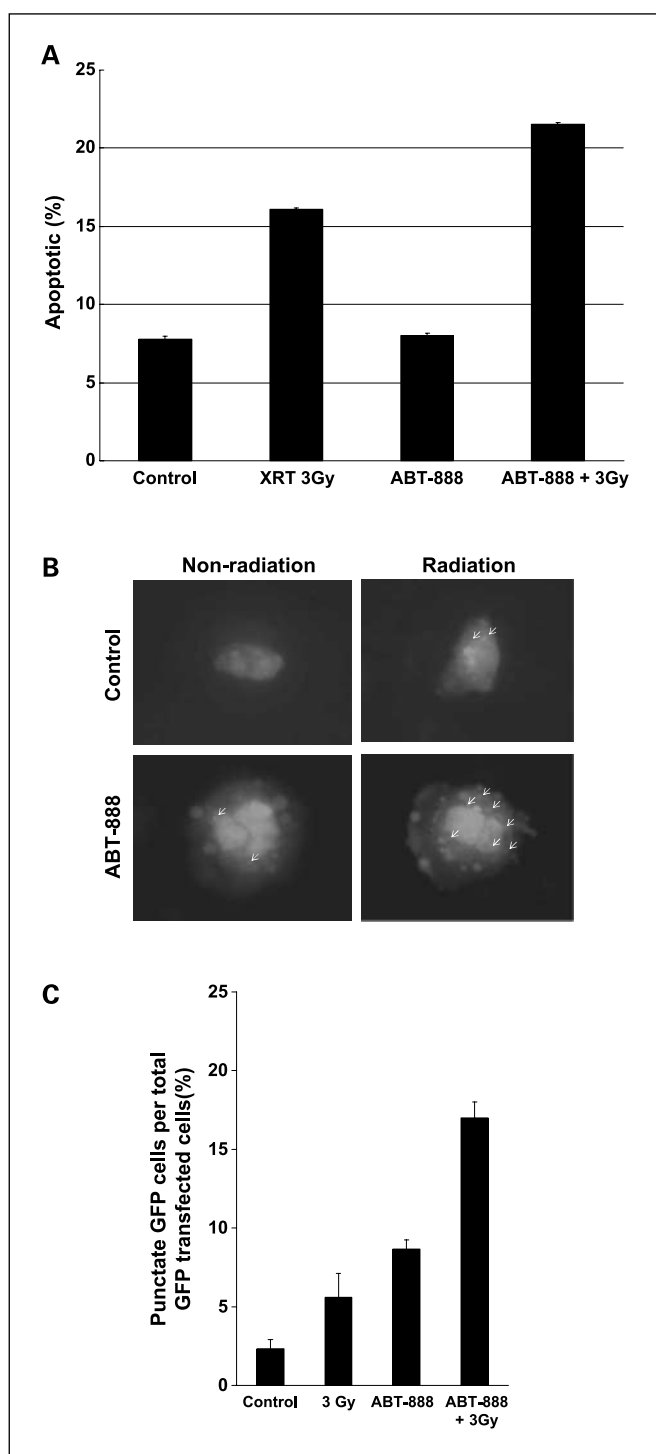 A
25
20
15
10
5
0
Apoptotic (%)
Control XRT 3Gy ABT-888 ABT-888 + 3Gy
B
Non-radiation Radiation
Control
ABT-888
C
25
20
15
10
5
0
Punctate GFP cells per total
GFP transfected cells(%)
Control 3 Gy ABT-888 ABT-888
+ 3Gy